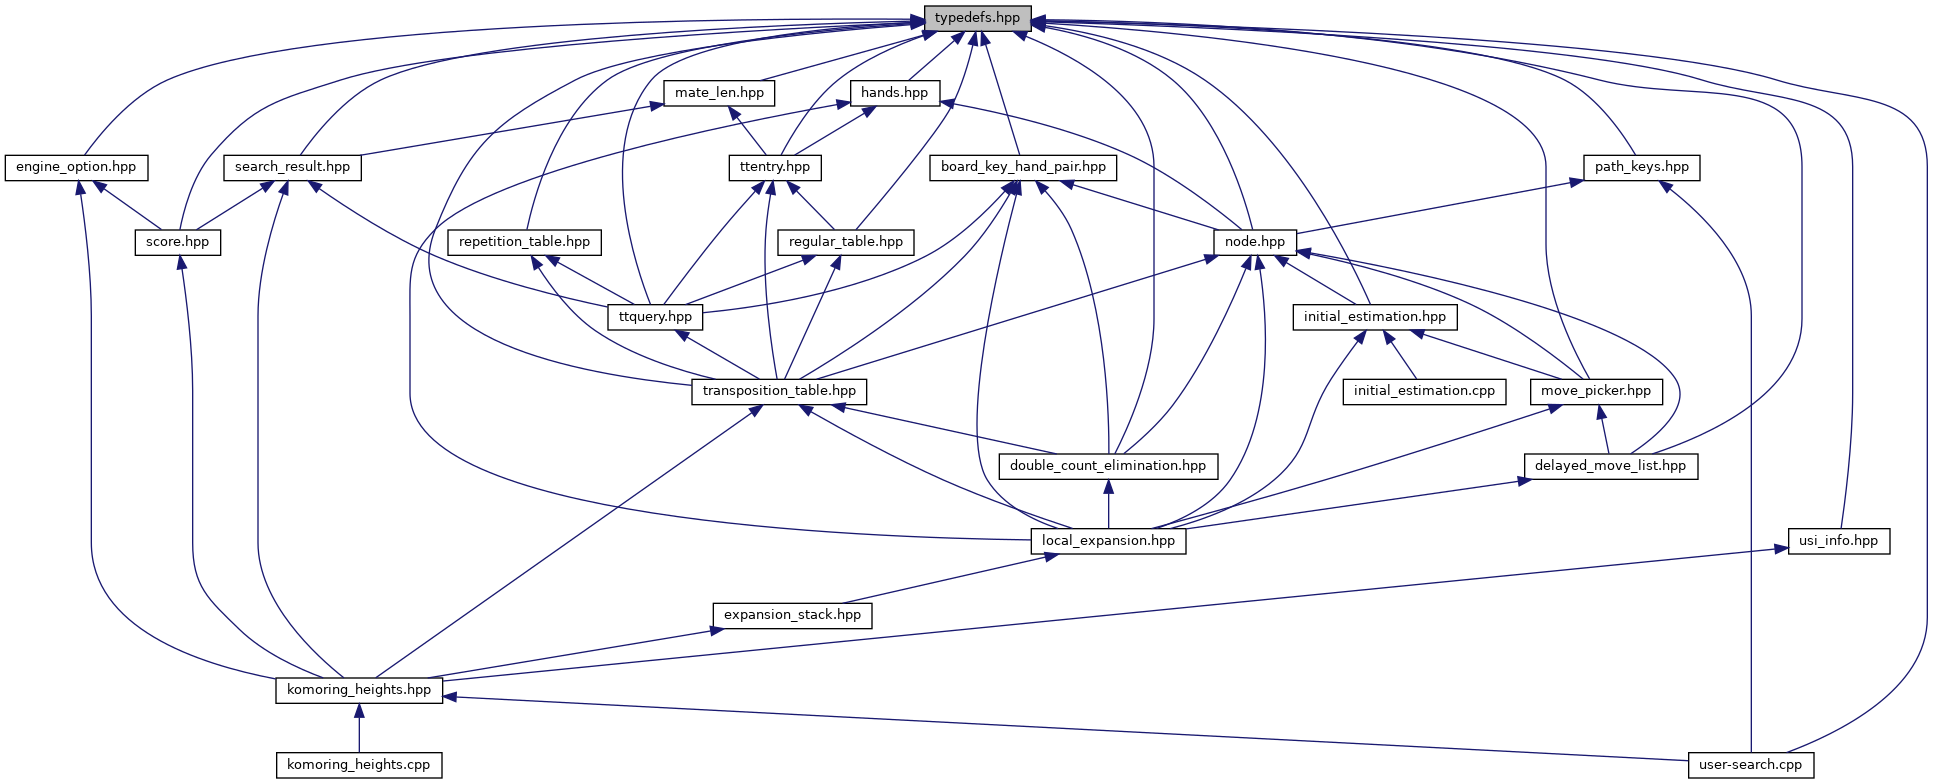 typedefs.hpp
mate_len.hpp
hands.hpp
engine_option.hpp
search_result.hpp
ttentry.hpp
board_key_hand_pair.hpp
path_keys.hpp
score.hpp
repetition_table.hpp
regular_table.hpp
node.hpp
ttquery.hpp
initial_estimation.hpp
transposition_table.hpp
initial_estimation.cpp
move_picker.hpp
double_count_elimination.hpp
delayed_move_list.hpp
local_expansion.hpp
usi_info.hpp
expansion_stack.hpp
komoring_heights.hpp
komoring_heights.cpp
user-search.cpp